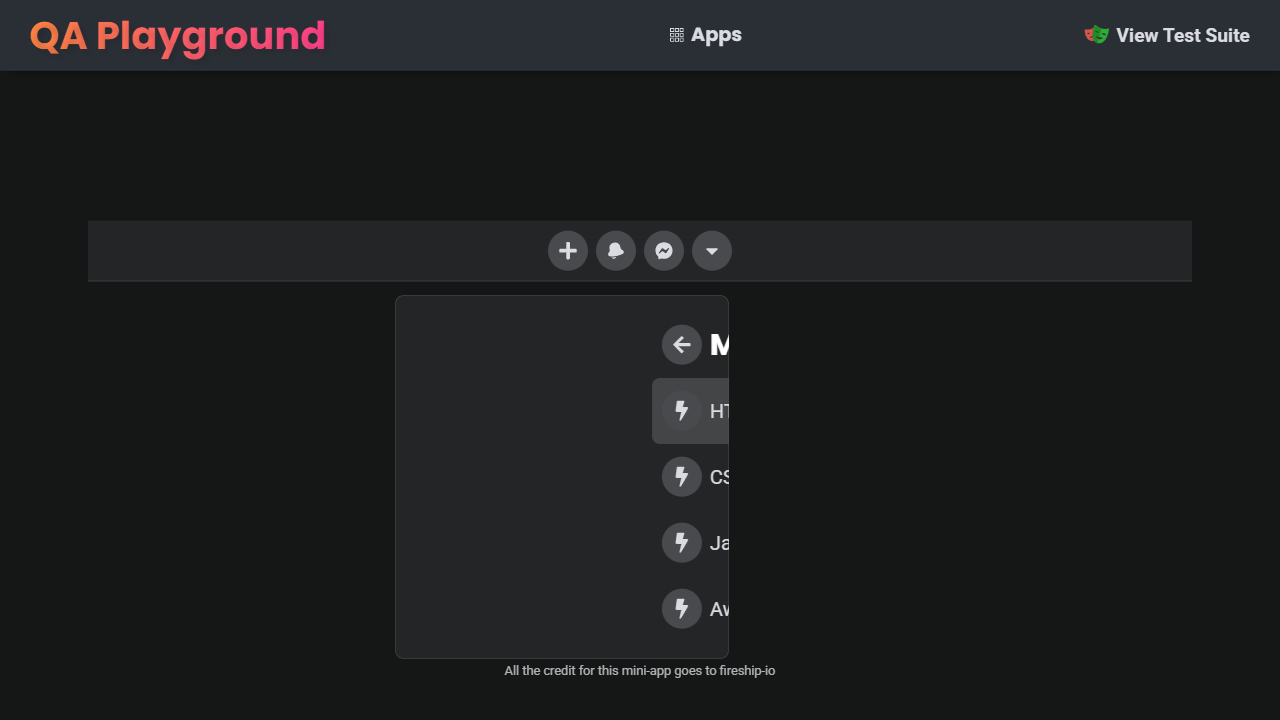 QA Playground
Apps
View Test Suite
M
HT
CS
Ja
Aw
All the credit for this mini-app goes to fireship-io